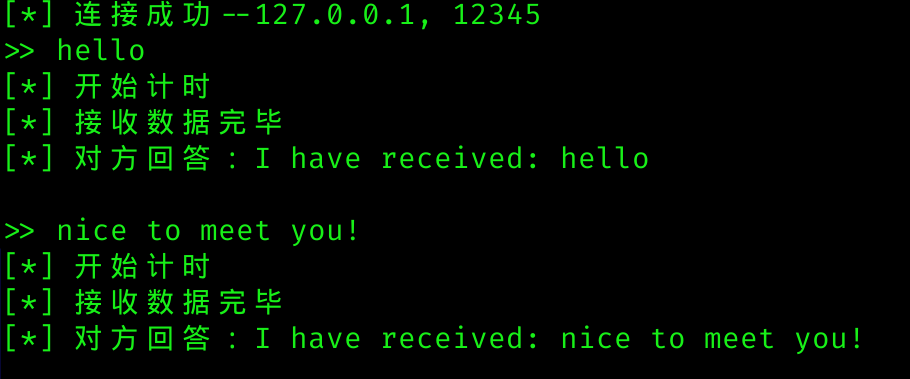 [*] 连接成功--127.0.0.1, 12345
>> hello
[*] 开始计时
[*] 接收数据完毕
[*] 对方回答：I have received: hello
>> nice to meet you!
[*] 开始计时
[*] 接收数据完毕
[*] 对方回答：I have received: nice to meet you!